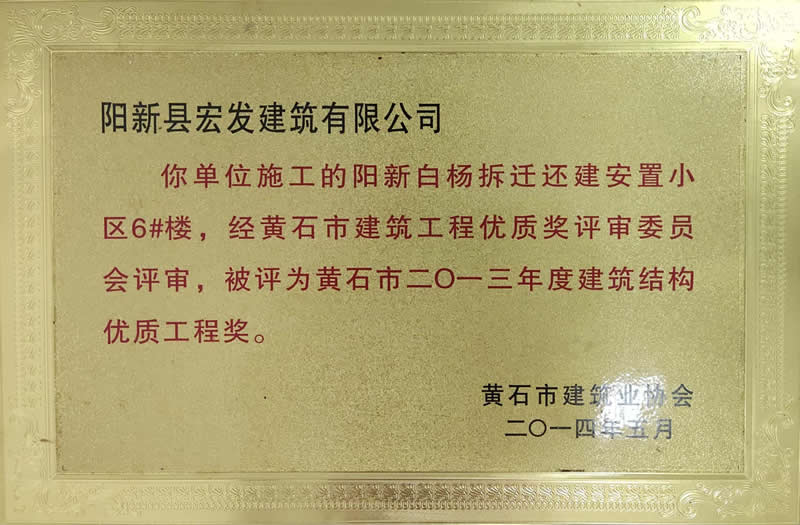 阳新县宏发建筑有限公司
你单位施工的阳新白杨拆迁还建安置小
区6#楼，经黄石市建筑工程优质奖评审委员
会评审，被评为黄石市二〇一三年度建筑结构
优质工程奖。
黄石市建筑业协会
二〇一四年五月